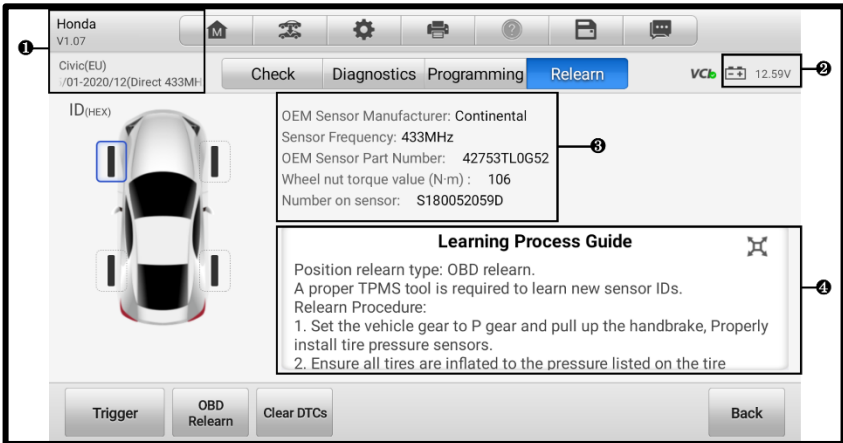 Honda
V1.07
M
❶
Civic(EU)
/01-2020/12(Direct 433MH
Check
Diagnostics
Programming
Relearn
VCI
12.59V
❷
ID(HEX)
OEM Sensor Manufacturer: Continental
Sensor Frequency: 433MHz
OEM Sensor Part Number: 42753TL0G52
Wheel nut torque value (N·m) : 106
Number on sensor: S180052059D
❸
Learning Process Guide
Position relearn type: OBD relearn.
A proper TPMS tool is required to learn new sensor IDs.
Relearn Procedure:
1. Set the vehicle gear to P gear and pull up the handbrake, Properly
install tire pressure sensors.
2. Ensure all tires are inflated to the pressure listed on the tire
❹
Trigger
OBD
Relearn
Clear DTCs
Back